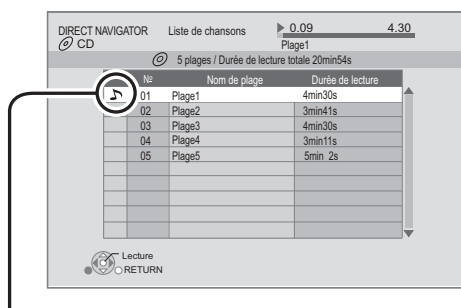 DIRECT NAVIGATOR Liste de chansons 0.09 4.30
CD Plage1
5 plages / Durée de lecture totale 20min54s
№ Nom de plage Durée de lecture
01 Plage1 4min30s
02 Plage2 3min41s
03 Plage3 4min30s
04 Plage4 3min11s
05 Plage5 5min 2s
Lecture
RETURN